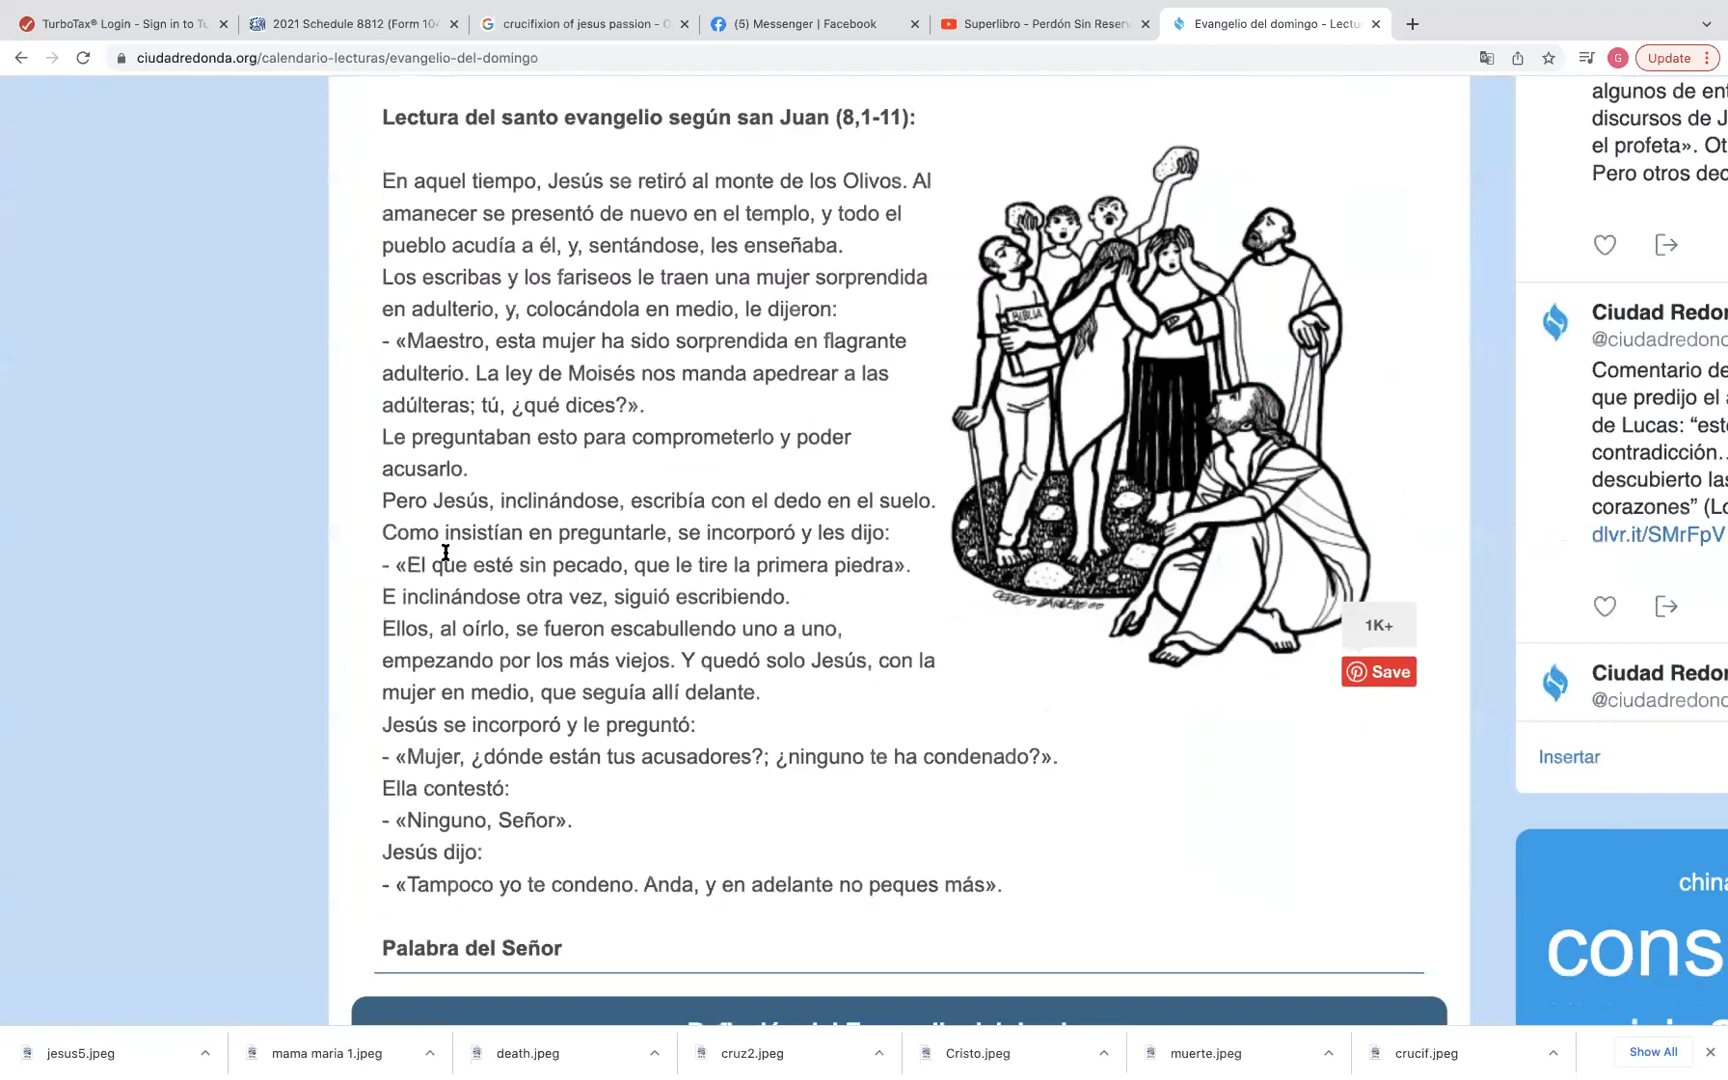 TurboTax® Login - Sign in to Tu
2021 Schedule 8812 (Form 104
crucifixion of jesus passion - G
(5) Messenger | Facebook
Superlibro - Perdón Sin Reserv
Evangelio del domingo - Lectu
ciudadredonda.org/calendario-lecturas/evangelio-del-domingo
G
Update
Lectura del santo evangelio según san Juan (8,1-11):
En aquel tiempo, Jesús se retiró al monte de los Olivos. Al
amanecer se presentó de nuevo en el templo, y todo el
pueblo acudía a él, y, sentándose, les enseñaba.
Los escribas y los fariseos le traen una mujer sorprendida
en adulterio, y, colocándola en medio, le dijeron:
- «Maestro, esta mujer ha sido sorprendida en flagrante
adulterio. La ley de Moisés nos manda apedrear a las
adúlteras; tú, ¿qué dices?».
Le preguntaban esto para comprometerlo y poder
acusarlo.
Pero Jesús, inclinándose, escribía con el dedo en el suelo.
Como insistían en preguntarle, se incorporó y les dijo:
- «El que esté sin pecado, que le tire la primera piedra».
E inclinándose otra vez, siguió escribiendo.
Ellos, al oírlo, se fueron escabullendo uno a uno,
empezando por los más viejos. Y quedó solo Jesús, con la
mujer en medio, que seguía allí delante.
Jesús se incorporó y le preguntó:
- «Mujer, ¿dónde están tus acusadores?; ¿ninguno te ha condenado?».
Ella contestó:
- «Ninguno, Señor».
Jesús dijo:
- «Tampoco yo te condeno. Anda, y en adelante no peques más».
Palabra del Señor
BIBLIA
1K+
Save
algunos de ent
discursos de J
el profeta». Ot
Pero otros dec
Ciudad Redon
@ciudadredond
Comentario de
que predijo el a
de Lucas: “este
contradicción..
descubierto las
corazones” (Lc
dlvr.it/SMrFpV
Ciudad Redon
@ciudadredond
Insertar
china
cons
jesus5.jpeg
mama maria 1.jpeg
death.jpeg
cruz2.jpeg
Cristo.jpeg
muerte.jpeg
crucif.jpeg
Show All